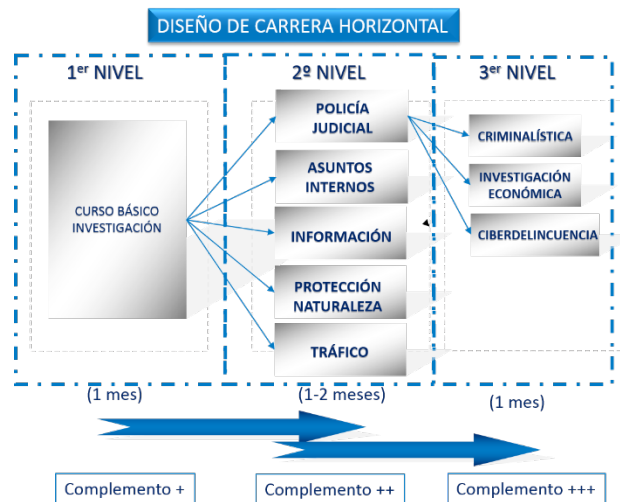 DISEÑO DE CARRERA HORIZONTAL
1er NIVEL
2º NIVEL
3er NIVEL
CURSO BÁSICO
INVESTIGACIÓN
POLICÍA
JUDICIAL
ASUNTOS
INTERNOS
INFORMACIÓN
PROTECCIÓN
NATURALEZA
TRÁFICO
CRIMINALÍSTICA
INVESTIGACIÓN
ECONÓMICA
CIBERDELINCUENCIA
(1 mes)
(1-2 meses)
(1 mes)
Complemento +
Complemento ++
Complemento +++